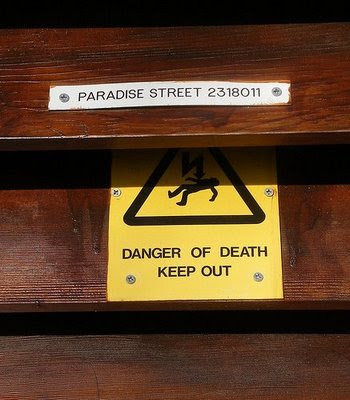 PARADISE STREET 2318011
DANGER OF DEATH
KEEP OUT